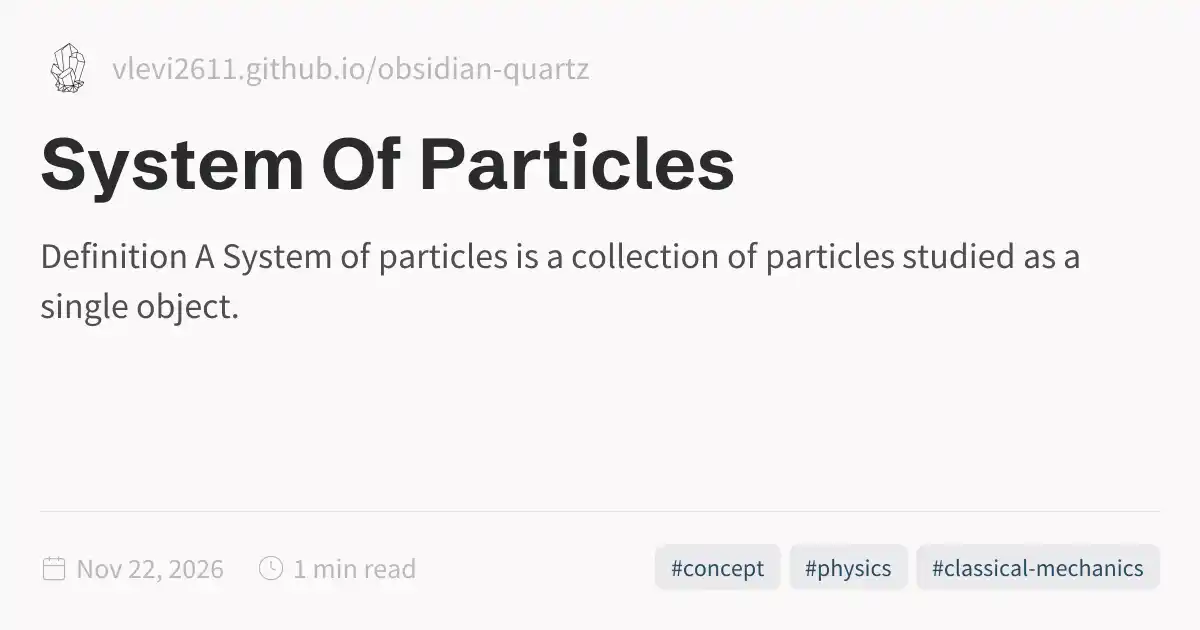 vlevi2611.github.io/obsidian-quartz
System Of Particles
Definition A System of particles is a collection of particles studied as a
single object.
Nov 22, 2026 1 min read #concept #physics #classical-mechanics